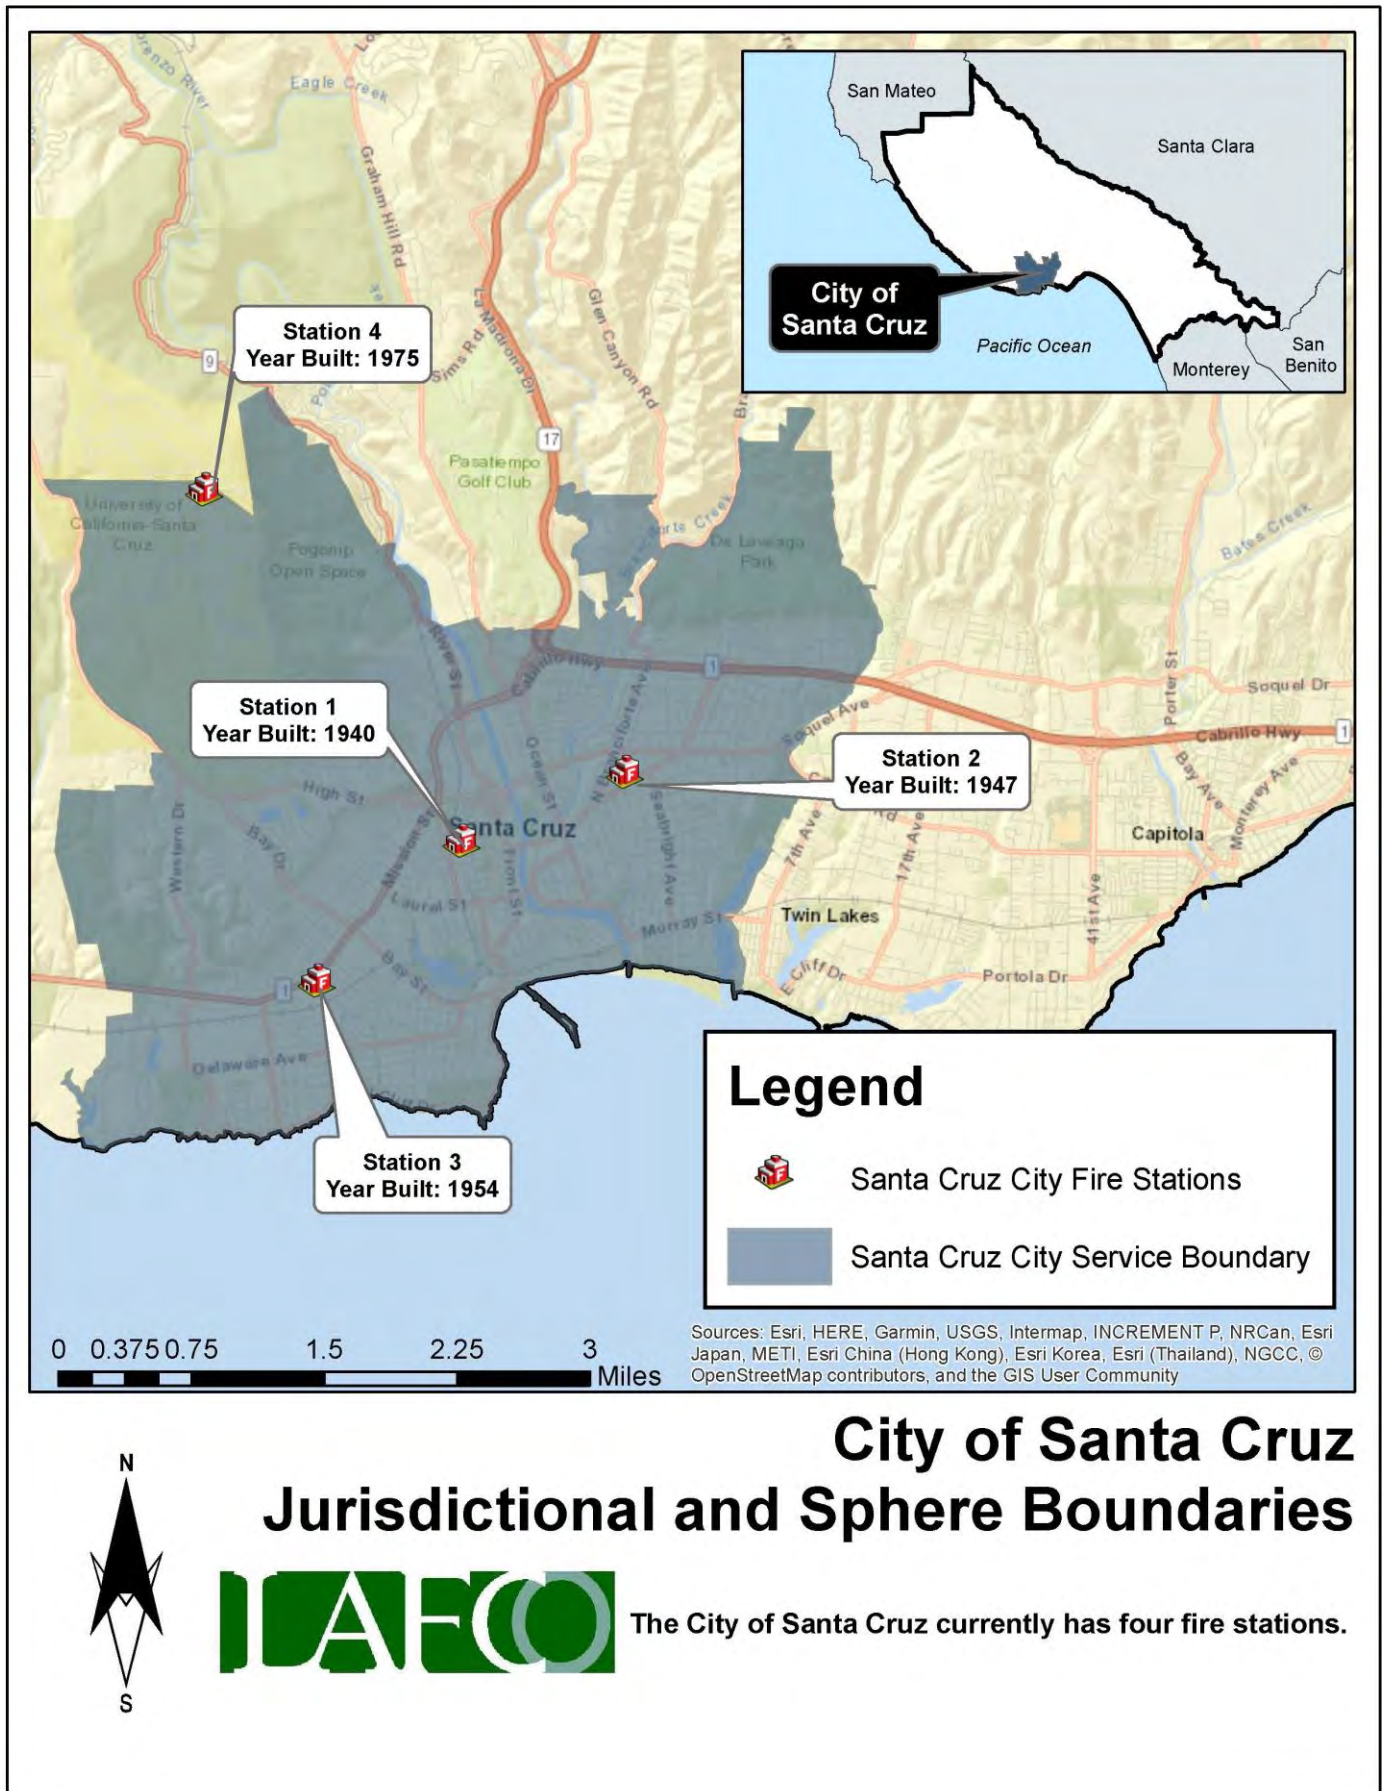 Eagle Creek
Graham Hill Rd
Sims Rd
La Madrona Dr
Glen Canyon Rd
San Mateo
Santa Clara
City of
Santa Cruz
Pacific Ocean
Monterey
San
Benito
Station 4
Year Built: 1975
9
17
Pasatiempo
Golf Club
University of
California-Santa
Cruz
Pogonip
Open Space
De Laveaga
Park
Bates Creek
River St
Cabrillo Hwy
1
Porter St
Soquel Dr
Cabrillo Hwy
1
Station 1
Year Built: 1940
Soquel Ave
Station 2
Year Built: 1947
Ocean St
High St
Bay Dr
Western Dr
Mission St
Santa Cruz
Front St
Laurel St
Seabright Ave
7th Ave
17th Ave
Bay Ave
Monterey Ave
Capitola
41st Ave
Murray St
Twin Lakes
E Cliff Dr
Portola Dr
Bay St
1
Delaware Ave
Station 3
Year Built: 1954
Legend
Santa Cruz City Fire Stations
Santa Cruz City Service Boundary
0 0.375 0.75 1.5 2.25 3
Miles
Sources: Esri, HERE, Garmin, USGS, Intermap, INCREMENT P, NRCan, Esri
Japan, METI, Esri China (Hong Kong), Esri Korea, Esri (Thailand), NGCC, ©
OpenStreetMap contributors, and the GIS User Community
City of Santa Cruz
Jurisdictional and Sphere Boundaries
N
S
LAFCO
The City of Santa Cruz currently has four fire stations.